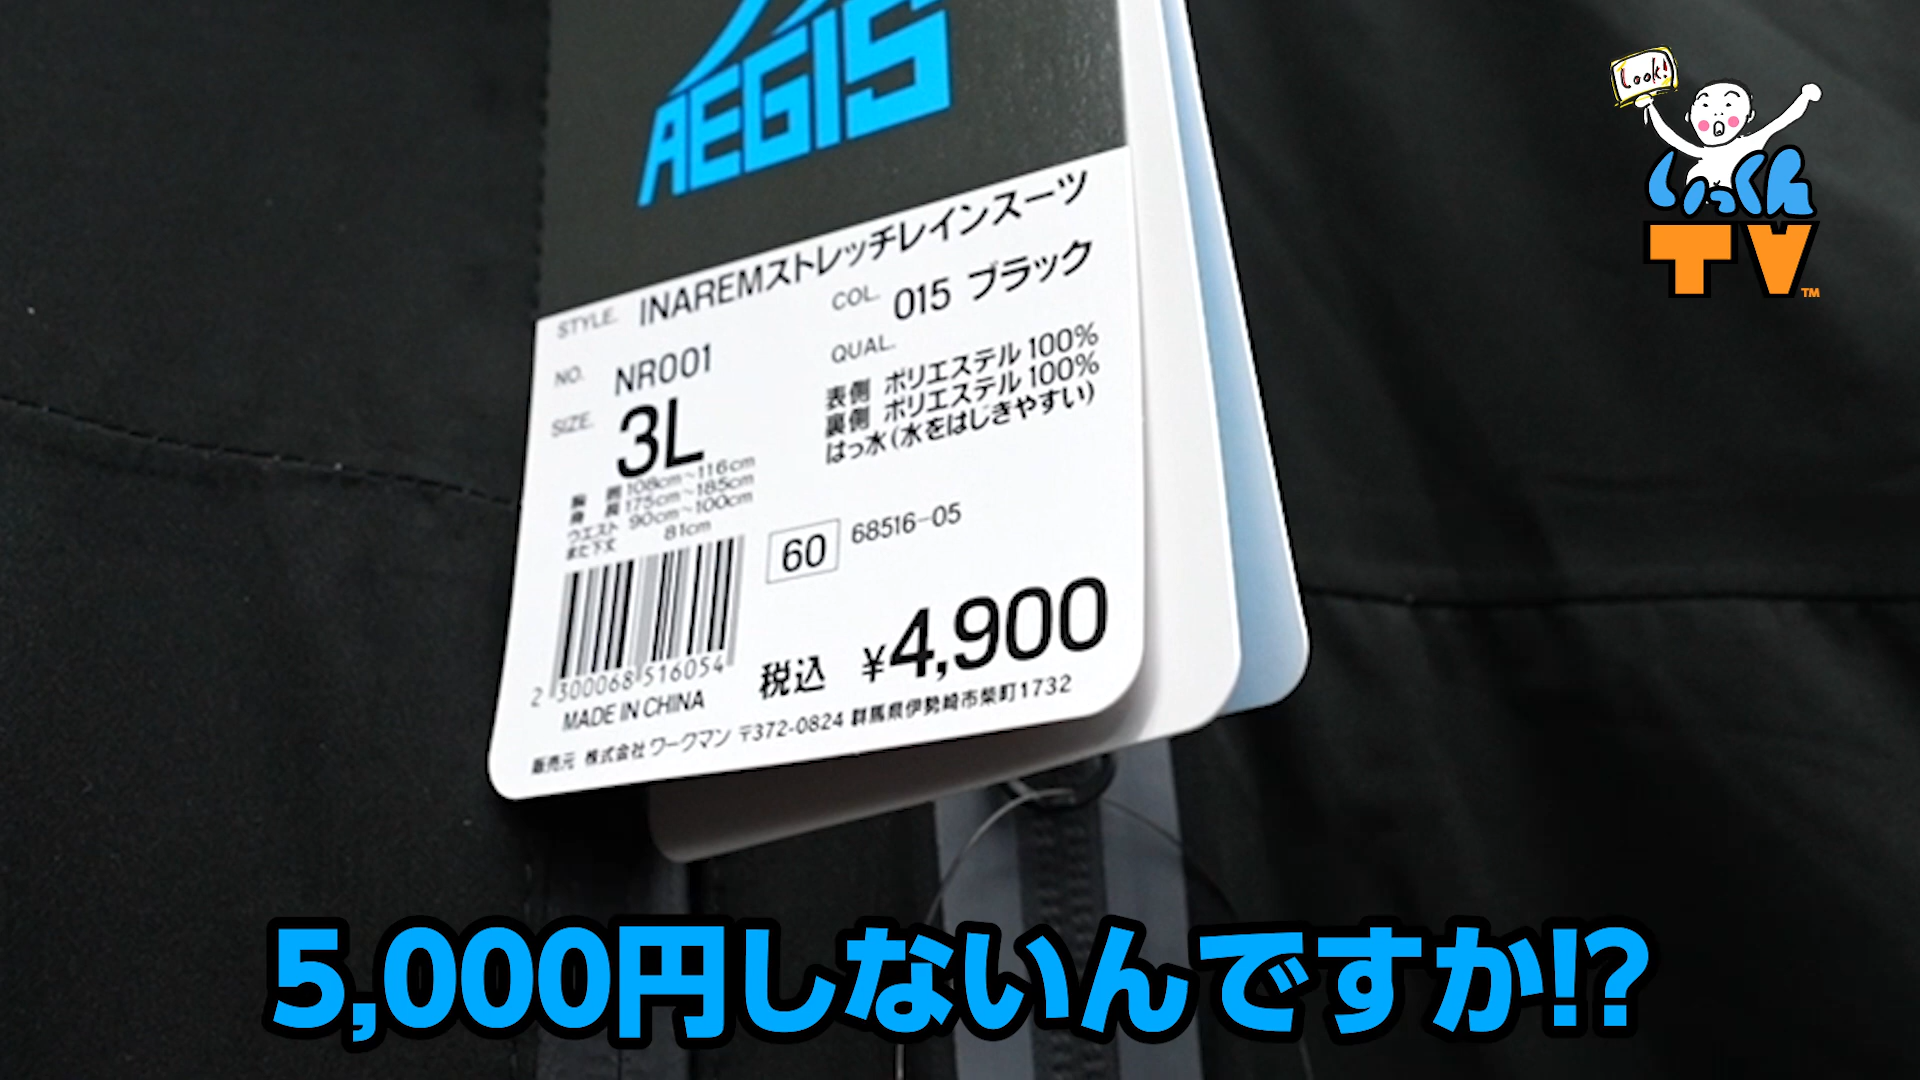 Look!
いっくん
TV
TM
AEGIS
STYLE. INAREMストレッチレインスーツ
NO. NR001
COL. 015 ブラック
SIZE. 3L
QUAL.
表側 ポリエステル 100%
裏側 ポリエステル 100%
はっ水(水をはじきやすい)
胸囲 108cm~116cm
身長 175cm~185cm
ウエスト 90cm~100cm
また下丈 81cm
60 68516-05
2 300068 516054
MADE IN CHINA
税込 ¥4,900
販売元 株式会社 ワークマン 〒372-0824 群馬県伊勢崎市柴町1732
5,000円しないんですか!?